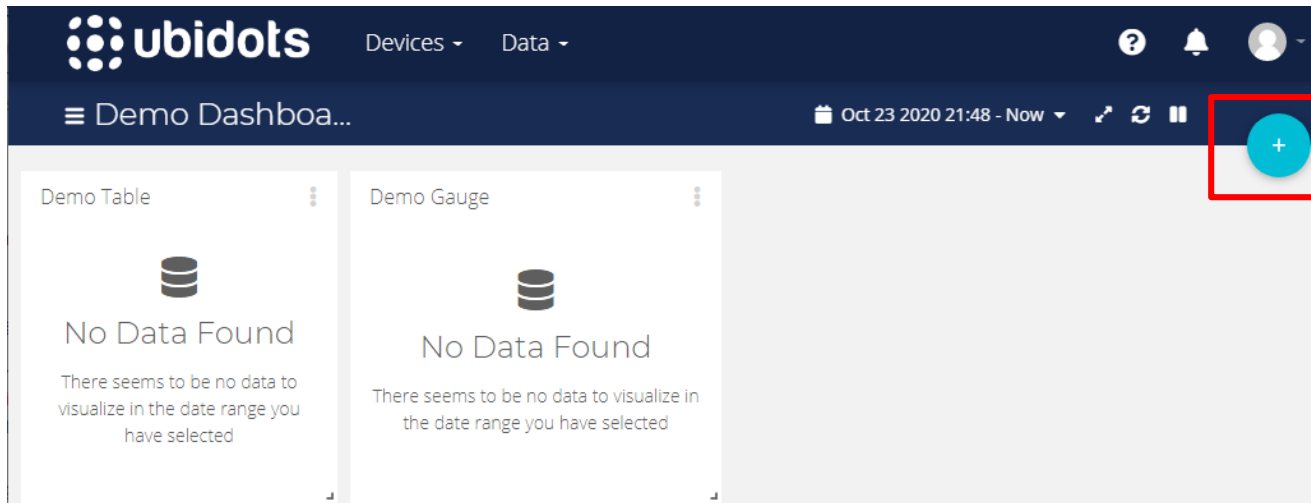 ubidots
Devices
Data
Demo Dashboa...
Oct 23 2020 21:48 - Now
Demo Table
No Data Found
There seems to be no data to
visualize in the date range you
have selected
Demo Gauge
No Data Found
There seems to be no data to visualize in
the date range you have selected